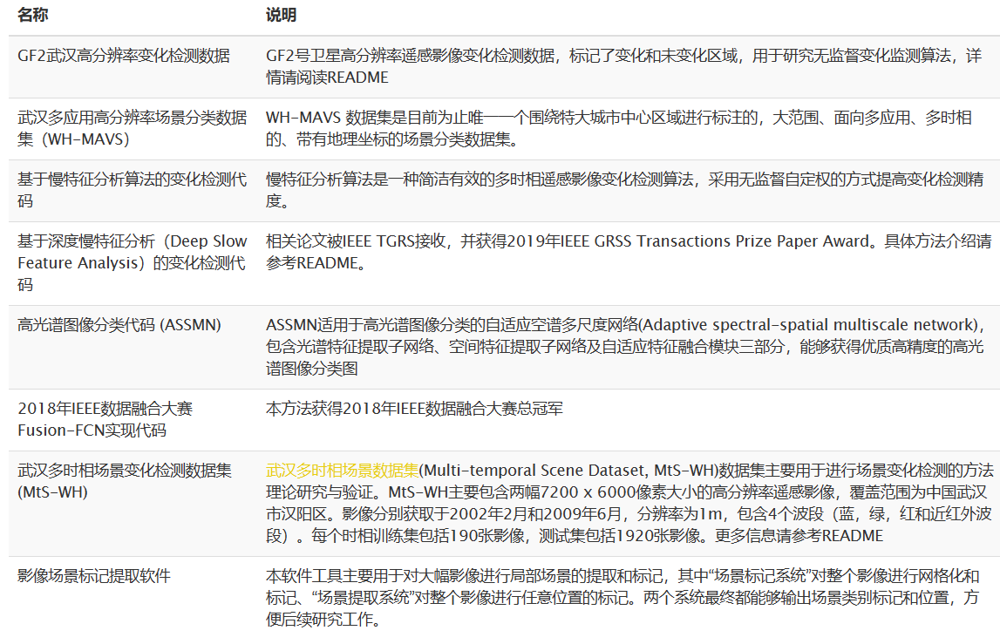 名称 说明
GF2武汉高分辨率变化检测数据 GF2号卫星高分辨率遥感影像变化检测数据，标记了变化和未变化区域，用于研究无监督变化监测算法，详
情请阅读README
武汉多应用高分辨率场景分类数据 WH-MAVS 数据集是目前为止唯一一个围绕特大城市中心区域进行标注的，大范围、面向多应用、多时相
集（WH-MAVS） 的、带有地理坐标的场景分类数据集。
基于慢特征分析算法的变化检测代 慢特征分析算法是一种简洁有效的多时相遥感影像变化检测算法，采用无监督自定权的方式提高变化检测精
码 度。
基于深度慢特征分析（Deep Slow 相关论文被IEEE TGRS接收，并获得2019年IEEE GRSS Transactions Prize Paper Award。具体方法介绍请
Feature Analysis）的变化检测代 参考README。
码
高光谱图像分类代码 (ASSMN) ASSMN适用于高光谱图像分类的自适应空谱多尺度网络(Adaptive spectral-spatial multiscale network)，
包含光谱特征提取子网络、空间特征提取子网络及自适应特征融合模块三部分，能够获得优质高精度的高光
谱图像分类图
2018年IEEE数据融合大赛 本方法获得2018年IEEE数据融合大赛总冠军
Fusion-FCN实现代码
武汉多时相场景变化检测数据集 武汉多时相场景数据集(Multi-temporal Scene Dataset, MtS-WH)数据集主要用于进行场景变化检测的方法
(MtS-WH) 理论研究与验证。MtS-WH主要包含两幅7200 x 6000像素大小的高分辨率遥感影像，覆盖范围为中国武汉
市汉阳区。影像分别获取于2002年2月和2009年6月，分辨率为1m，包含4个波段（蓝，绿，红和近红外波
段）。每个时相训练集包括190张影像，测试集包括1920张影像。更多信息请参考README
影像场景标记提取软件 本软件工具主要用于对大幅影像进行局部场景的提取和标记，其中“场景标记系统”对整个影像进行网格化和
标记、“场景提取系统”对整个影像进行任意位置的标记。两个系统最终都能够输出场景类别标记和位置，方
便后续研究工作。